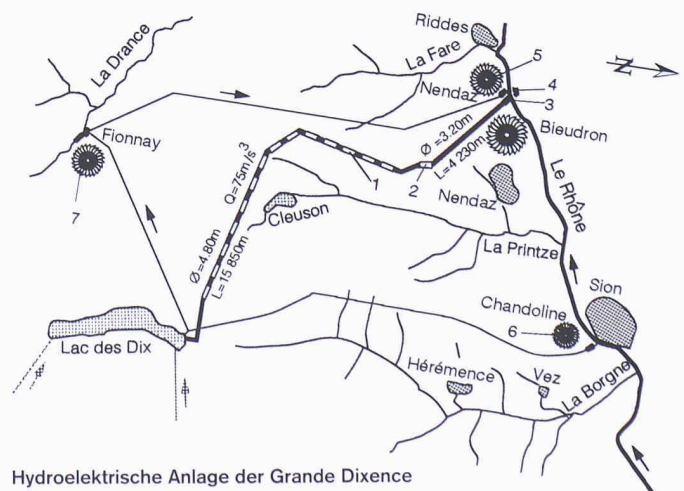 Riddes
La Drance
La Fare
5
N
Nendaz
4
3
Fionnay
Ø=3.20m
L=4 230m
Bieudron
7
Q=75m/s³
1
2
Nendaz
Le Rhône
Cleuson
Ø=4.80m
L=15 850m
La Printze
Sion
Chandoline
6
Lac des Dix
Hérémence
Vez
La Borgne
Hydroelektrische Anlage der Grande Dixence